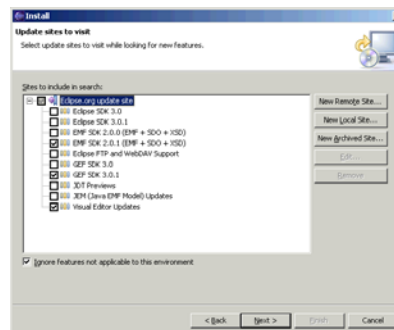 Install
Update sites to visit
Select update sites to visit while looking for new features.
Sites to include in search:
Eclipse.org update site
Eclipse SDK 3.0
Eclipse SDK 3.0.1
EMF SDK 2.0.0 (EMF + SDO + XSD)
EMF SDK 2.0.1 (EMF + SDO + XSD)
Eclipse FTP and WebDAV Support
GEF SDK 3.0
GEF SDK 3.0.1
JDT Previews
JEM (Java EMF Model) Updates
Visual Editor Updates
New Remote Site...
New Local Site...
New Archived Site...
Edit...
Remove
Ignore features not applicable to this environment
< Back
Next >
Finish
Cancel